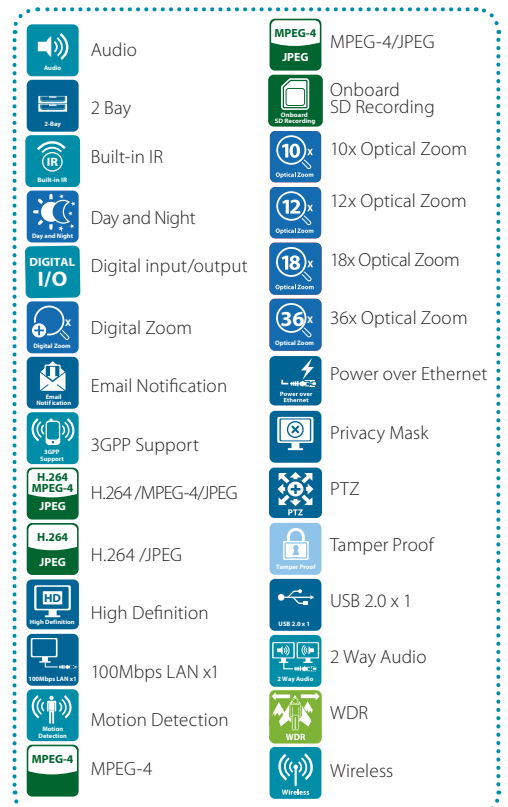 Audio
Audio
2-Bay
2 Bay
IR
Built-in IR
Built-in IR
Day and Night
Day and Night
DIGITAL
I/O
Digital input/output
x
Digital Zoom
Digital Zoom
Email
Notification
Email Notification
3GPP
Support
3GPP Support
H.264
MPEG-4
JPEG
H.264 /MPEG-4/JPEG
H.264
JPEG
H.264 /JPEG
HD
High Definition
High Definition
100Mbps LAN x1
100Mbps LAN x1
Motion
Detection
Motion Detection
MPEG-4
MPEG-4
MPEG-4
JPEG
MPEG-4/JPEG
Onboard
SD Recording
Onboard
SD Recording
10 x
Optical Zoom
10x Optical Zoom
12 x
Optical Zoom
12x Optical Zoom
18 x
Optical Zoom
18x Optical Zoom
36 x
Optical Zoom
36x Optical Zoom
Power over
Ethernet
Power over Ethernet
Privacy Mask
PTZ
PTZ
Tamper Proof
Tamper Proof
USB 2.0 x 1
USB 2.0 x 1
2 Way Audio
2 Way Audio
WDR
WDR
Wireless
Wireless